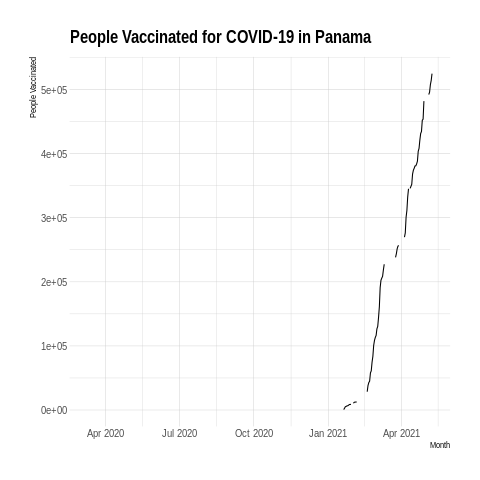 People Vaccinated for COVID-19 in Panama
People Vaccinated
5e+05
4e+05
3e+05
2e+05
1e+05
0e+00
Apr 2020 Jul 2020 Oct 2020 Jan 2021 Apr 2021
Month